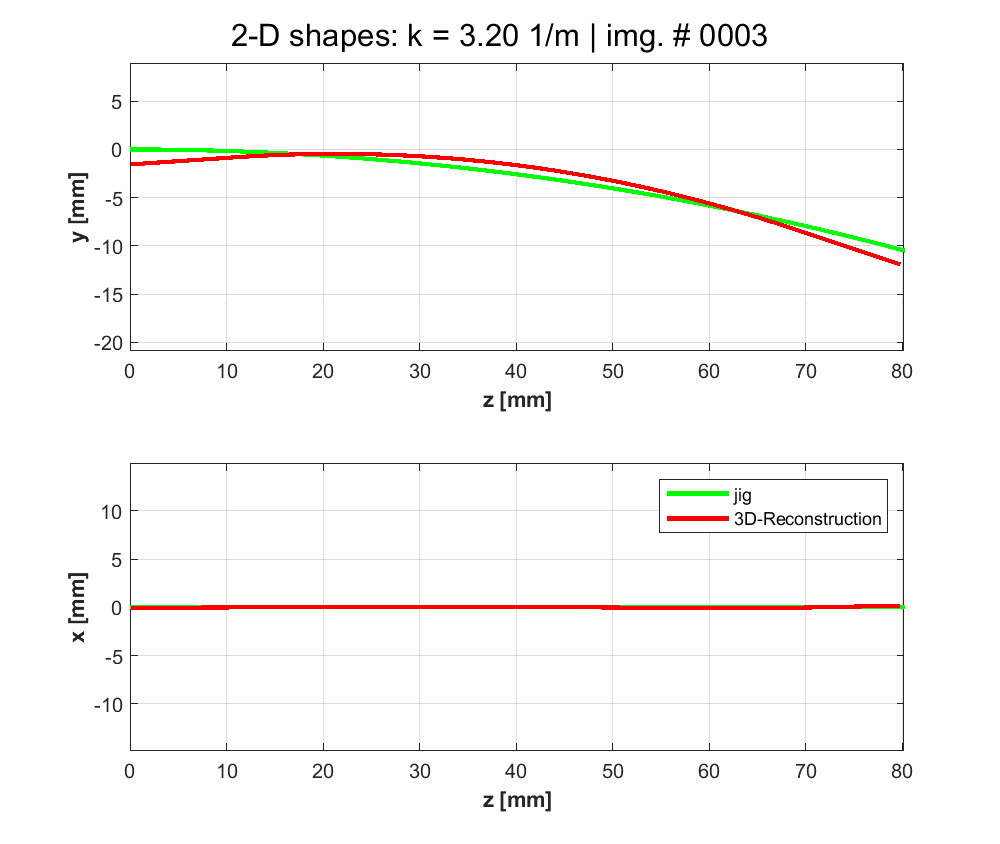 2-D shapes: k = 3.20 1/m | img. # 0003
5
0
-5
-10
-15
-20
y [mm]
0 10 20 30 40 50 60 70 80
z [mm]
jig
3D-Reconstruction
10
5
0
-5
-10
x [mm]
0 10 20 30 40 50 60 70 80
z [mm]